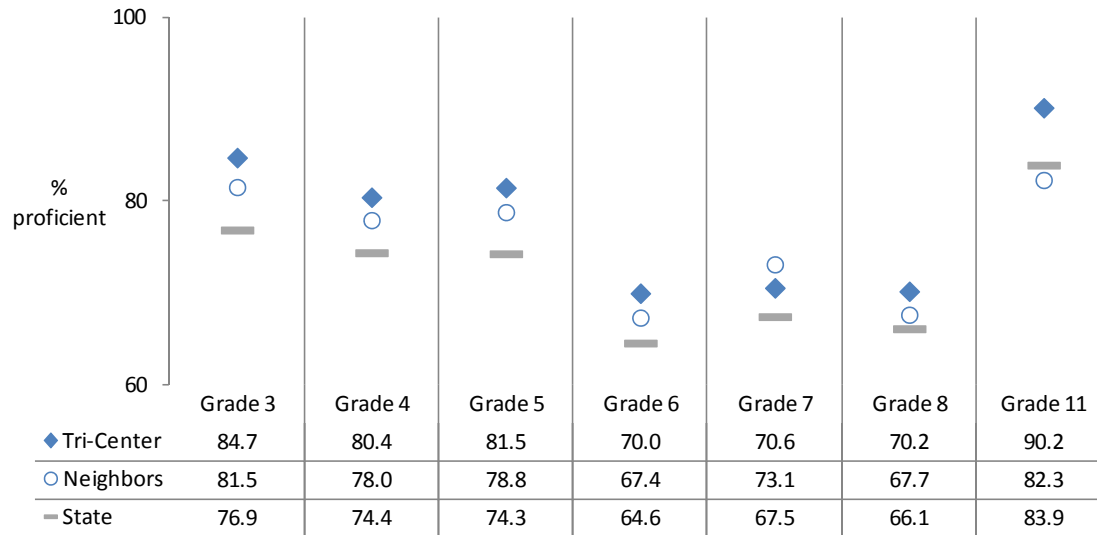 100
80
%
proficient
60
Grade 3 Grade 4 Grade 5 Grade 6 Grade 7 Grade 8 Grade 11
Tri-Center 84.7 80.4 81.5 70.0 70.6 70.2 90.2
Neighbors 81.5 78.0 78.8 67.4 73.1 67.7 82.3
State 76.9 74.4 74.3 64.6 67.5 66.1 83.9